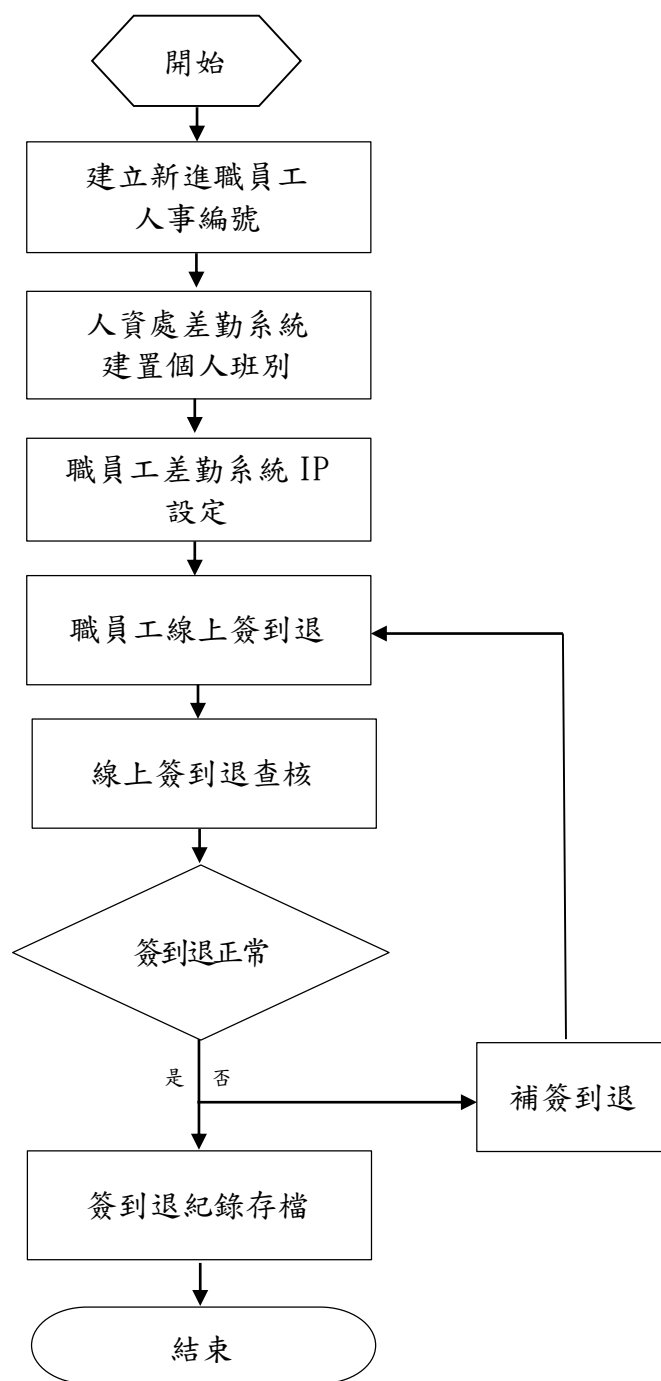 開始
建立新進職員工
人事編號
人資處差勤系統
建置個人班別
職員工差勤系統 IP
設定
職員工線上簽到退
線上簽到退查核
簽到退正常
是 否
補簽到退
簽到退紀錄存檔
結束